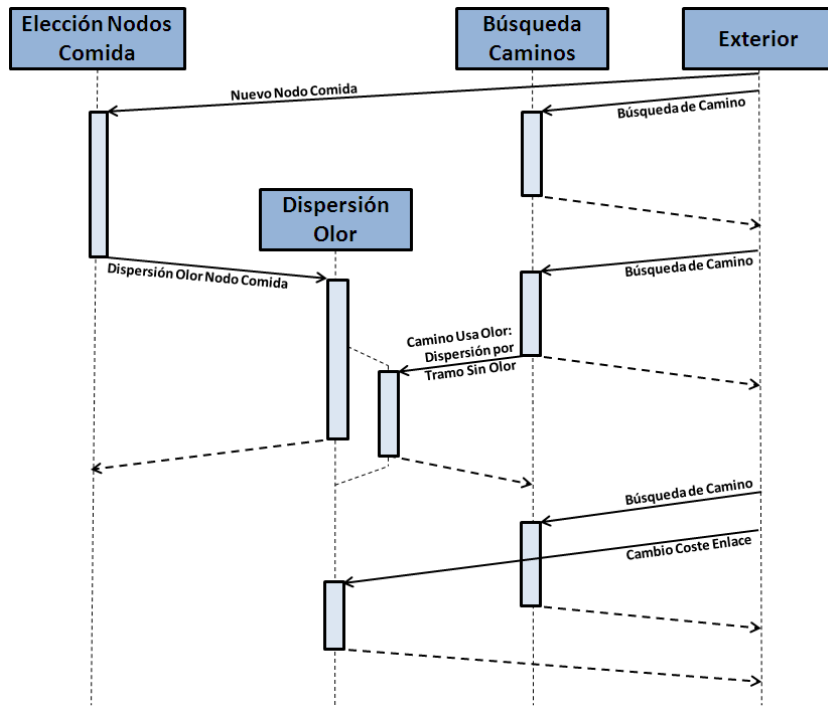 Elección Nodos
Comida
Búsqueda
Caminos
Exterior
Nuevo Nodo Comida
Búsqueda de Camino
Dispersión
Olor
Dispersión Olor Nodo Comida
Búsqueda de Camino
Camino Usa Olor:
Dispersión por
Tramo Sin Olor
Búsqueda de Camino
Cambio Coste Enlace